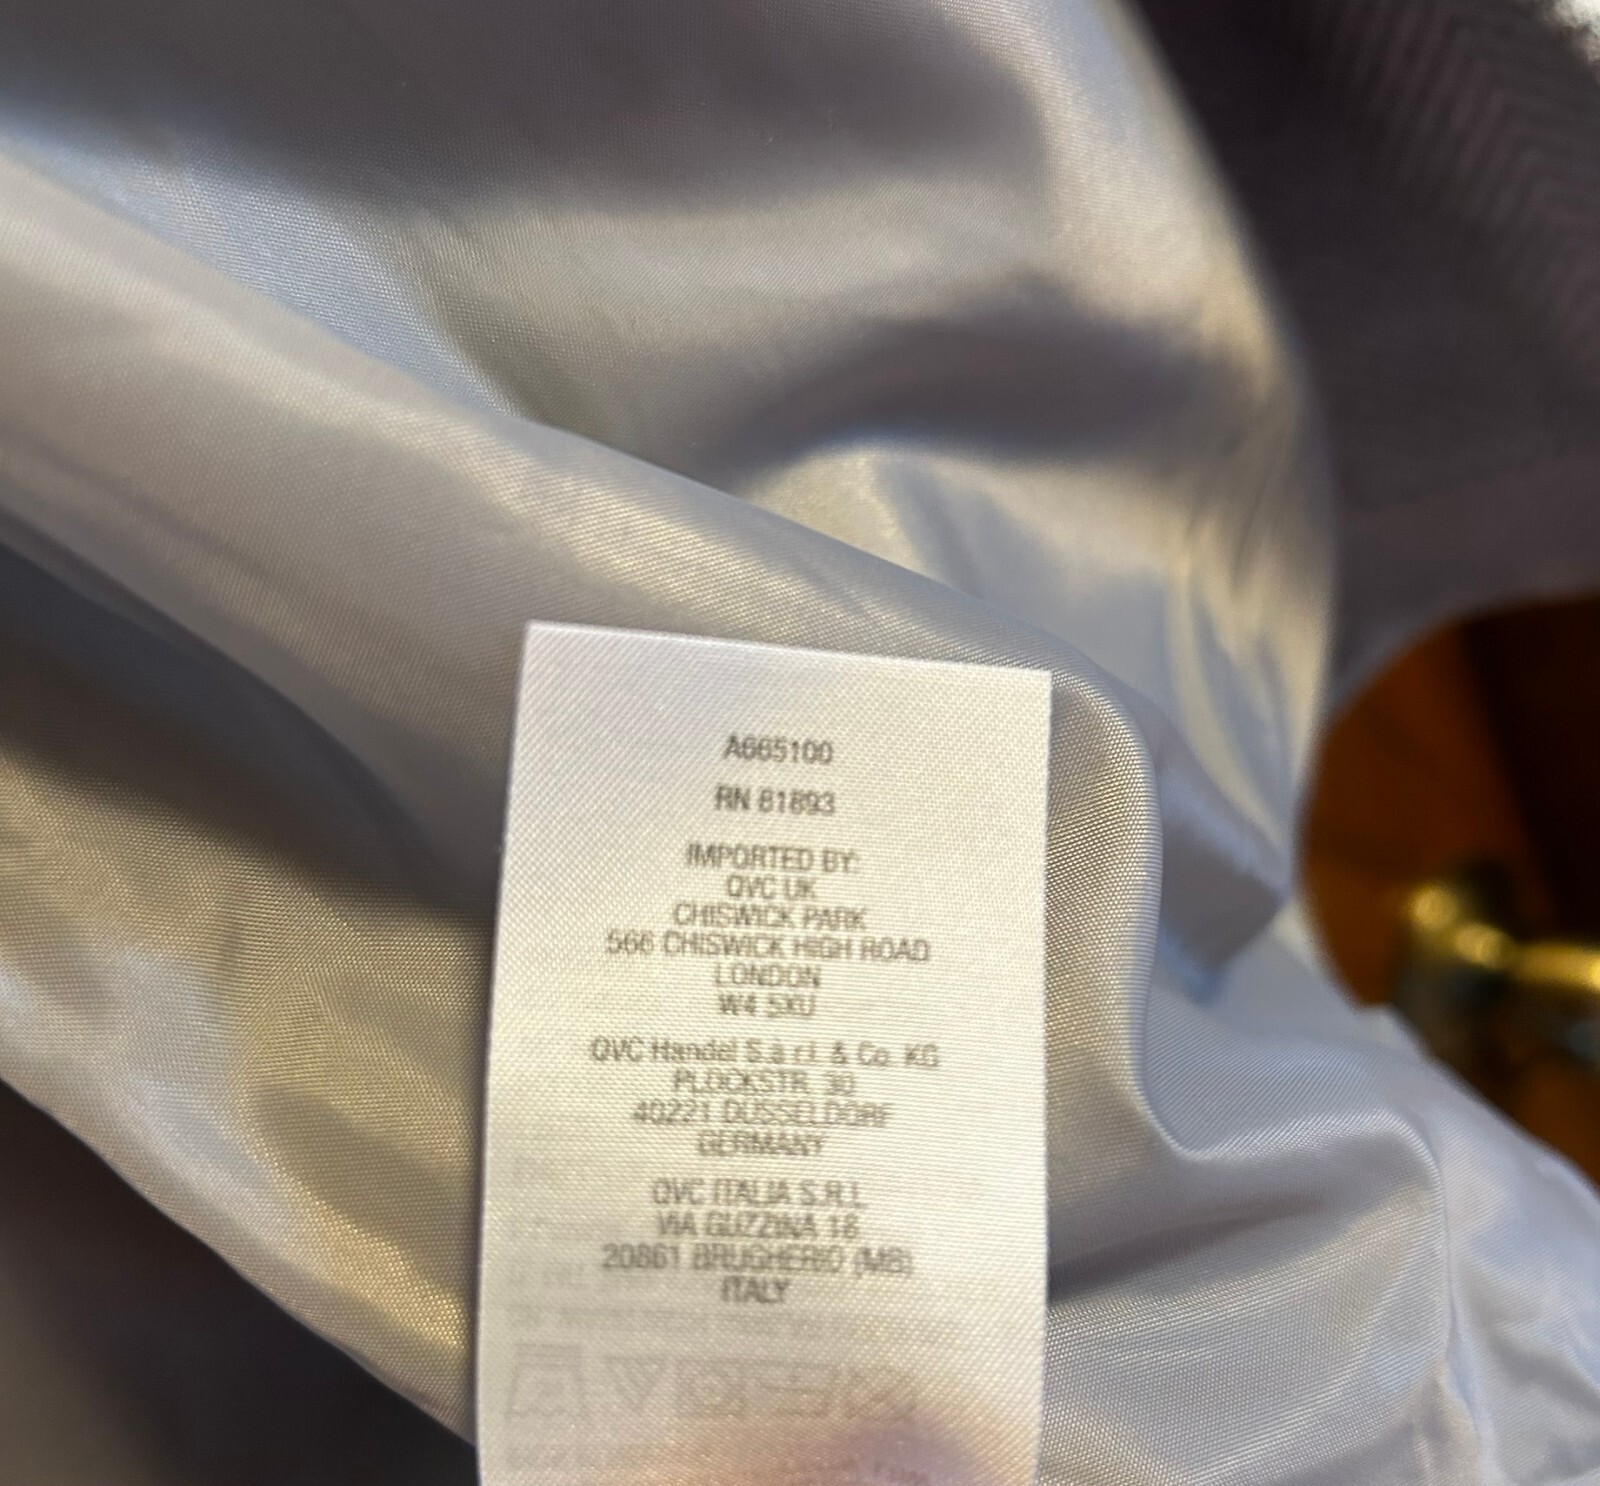 A665100
RN 81893
IMPORTED BY:
QVC UK
CHISWICK PARK
566 CHISWICK HIGH ROAD
LONDON
W4 5XU
QVC Handel S.à r.l. & Co. KG
PLOCKSTR. 30
40221 DÜSSELDORF
GERMANY
QVC ITALIA S.R.L
VIA GUZZINA 18
20861 BRUGHERIO (MB)
ITALY